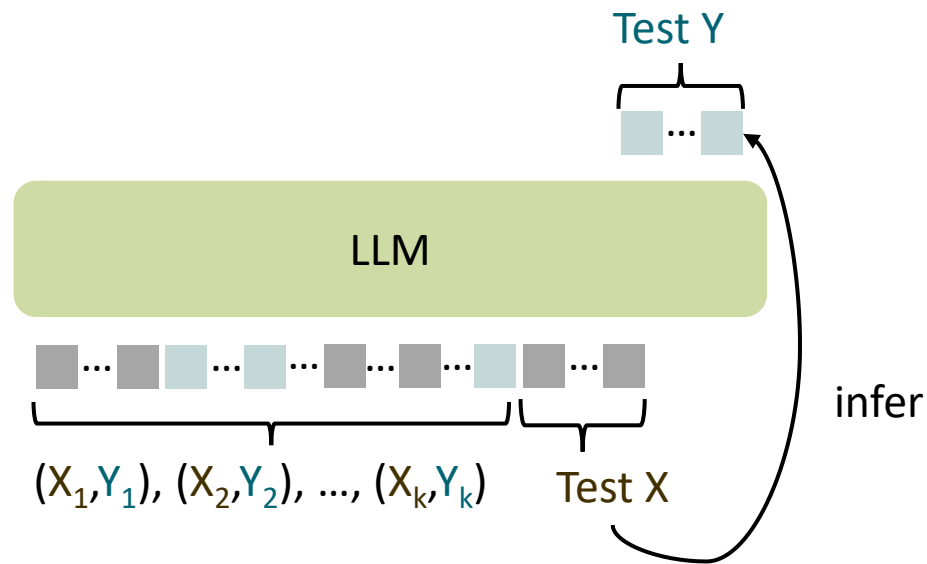 Test Y
...
LLM
... ... ... ... ... ...
infer
(X₁,Y₁), (X₂,Y₂), ..., (Xₖ,Yₖ)
Test X